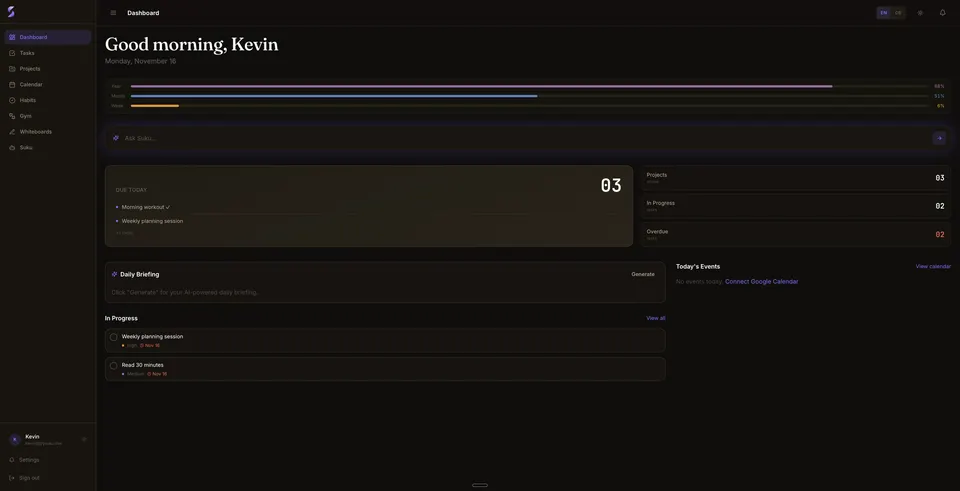 Dashboard
EN
Dashboard
Tasks
Projects
Calendar
Habits
Gym
Whiteboards
Suku
Good morning, Kevin
Monday, November 16
Year
Month
Week
51%
Ask Suku...
DUE TODAY
03
Morning workout ✓
Weekly planning session
Projects
03
In Progress
02
Overdue
02
Daily Briefing
Generate
Click "Generate" for your AI-powered daily briefing.
Today's Events
View calendar
No events today. Connect Google Calendar
In Progress
View all
Weekly planning session
High Nov 16
Read 30 minutes
Medium Nov 16
K
Kevin
Settings
Sign out